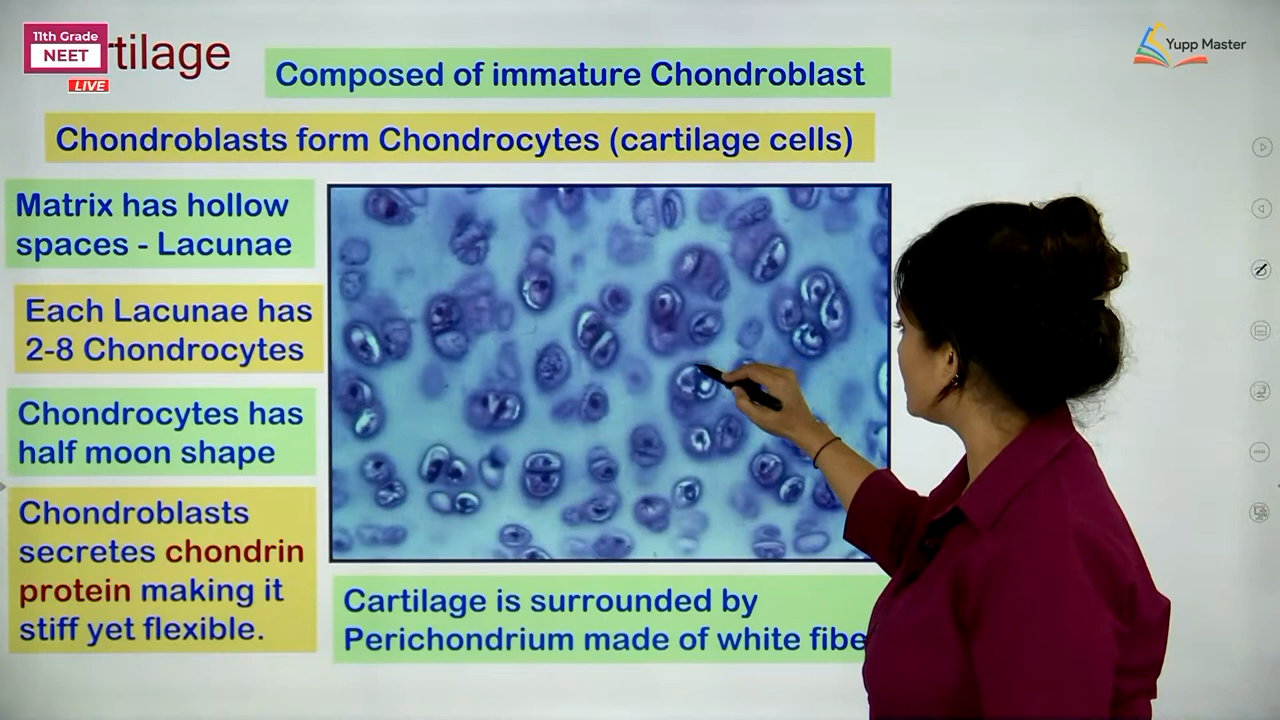 11th Grade
NEET
LIVE
tilage
Yupp Master
Composed of immature Chondroblast
Chondroblasts form Chondrocytes (cartilage cells)
Matrix has hollow
spaces - Lacunae
Each Lacunae has
2-8 Chondrocytes
Chondrocytes has
half moon shape
Chondroblasts
secretes chondrin
protein making it
stiff yet flexible.
Cartilage is surrounded by
Perichondrium made of white fibe